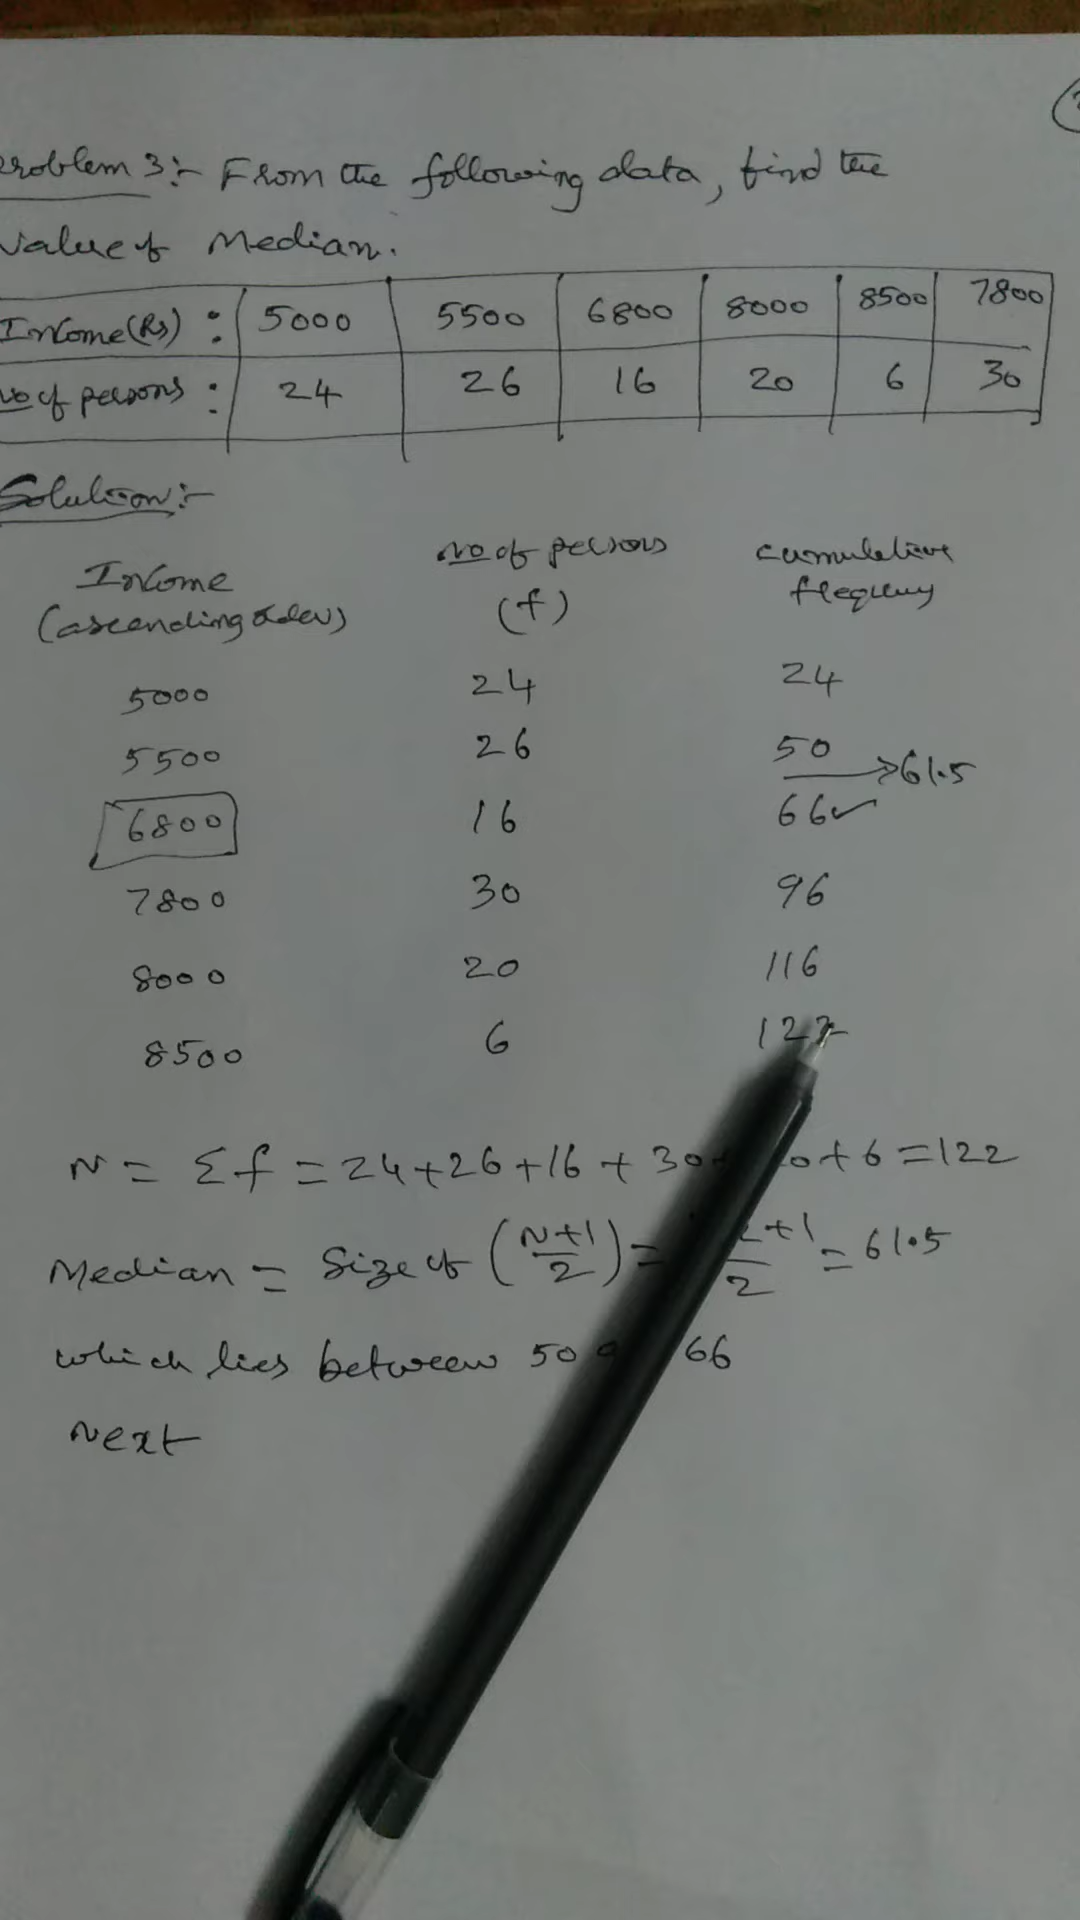 Problem 3:- From the following data, find the
value of Median.
Income (Rs) : 5000 5500 6800 8000 8500 7800
No of persons : 24 26 16 20 6 30
Solution:-
Income (ascending order) No of persons (f) cumulative frequency
5000 24 24
5500 26 50 → 61.5
6800 16 66 ✓
7800 30 96
8000 20 116
8500 6 122
N = Σf = 24+26+16+30+ +6=122
Median = Size of (N+1/2) = +1/2 = 61.5
which lies between 50 66
Next